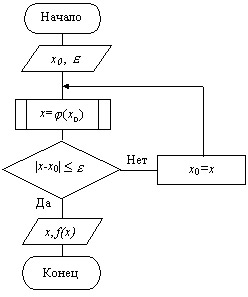 Начало
x₀, ε
x=φ(x₀)
|x-x₀| ≤ ε
Нет
x₀=x
Да
x, f(x)
Конец